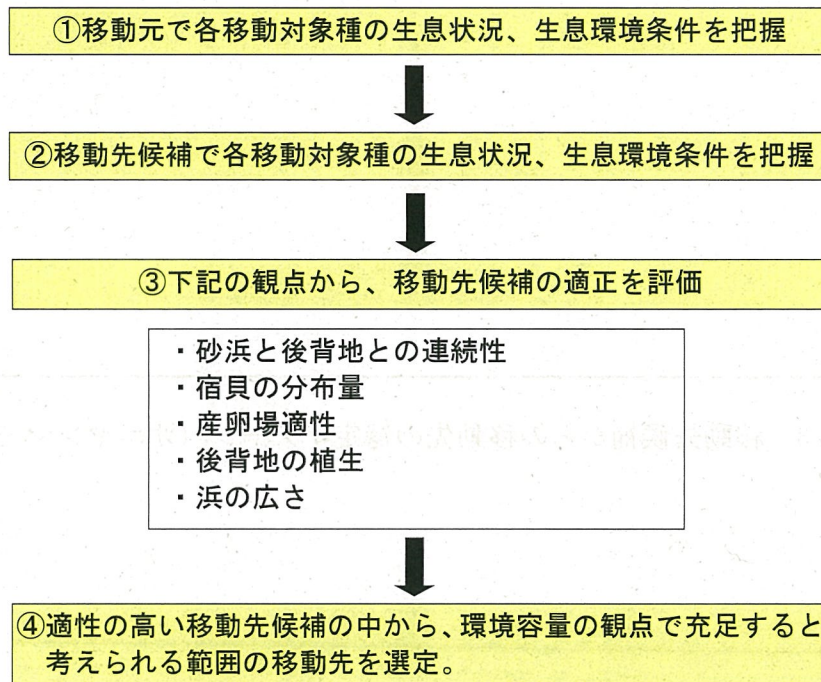 ①移動元で各移動対象種の生息状況、生息環境条件を把握
②移動先候補で各移動対象種の生息状況、生息環境条件を把握
③下記の観点から、移動先候補の適正を評価
・砂浜と後背地との連続性
・宿貝の分布量
・産卵場適性
・後背地の植生
・浜の広さ
④適性の高い移動先候補の中から、環境容量の観点で充足すると
考えられる範囲の移動先を選定。